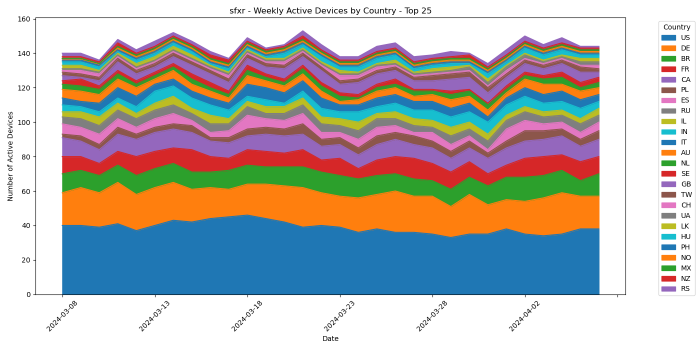 sfxr - Weekly Active Devices by Country - Top 25
Number of Active Devices
160
140
120
100
80
60
40
20
0
2024-03-08
2024-03-13
2024-03-18
2024-03-23
2024-03-28
2024-04-02
Date
Country
US
DE
BR
FR
CA
PL
ES
RU
IL
IN
IT
AU
NL
SE
GB
TW
CH
UA
LK
HU
PH
NO
MX
NZ
RS